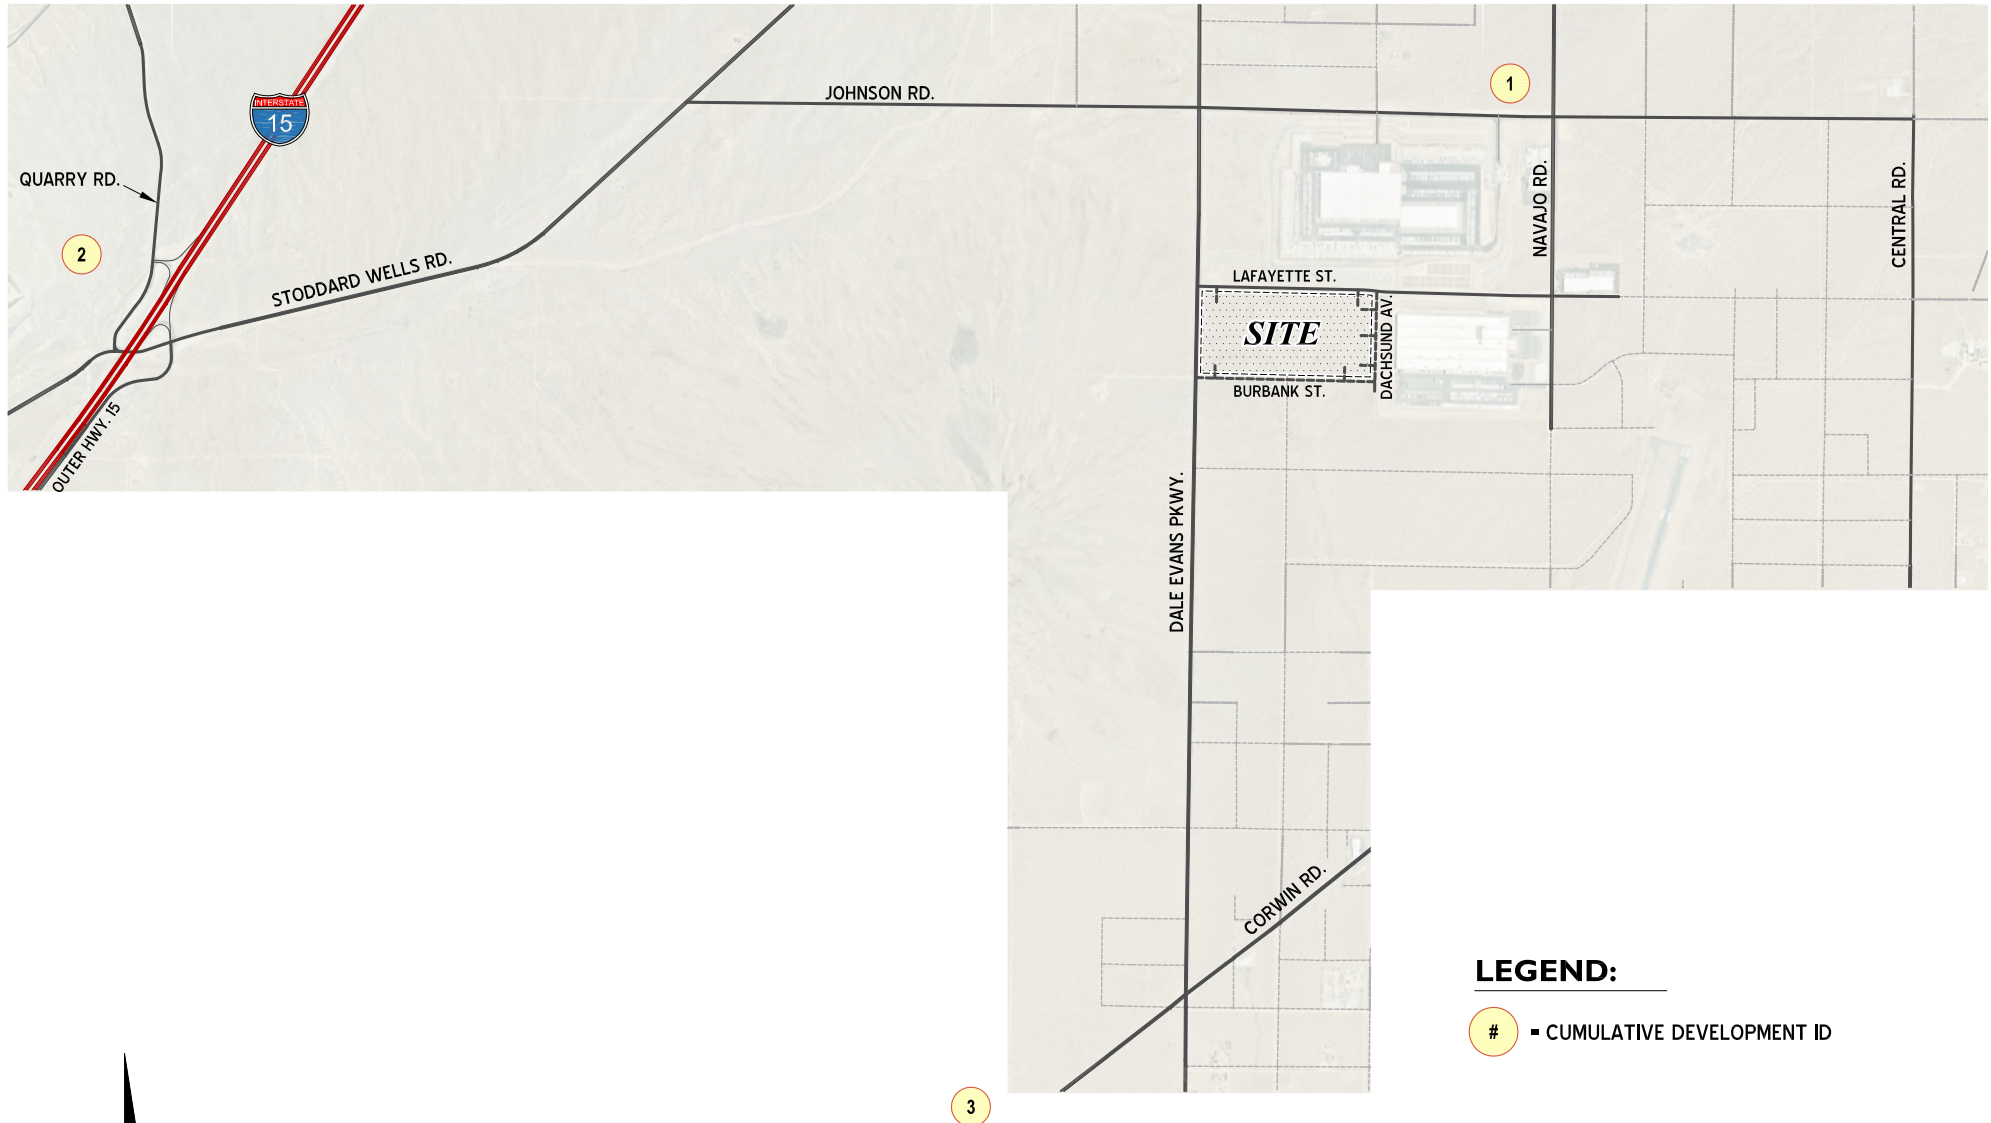 JOHNSON RD.
1
INTERSTATE
15
QUARRY RD.
2
STODDARD WELLS RD.
NAVAJO RD.
CENTRAL RD.
LAFAYETTE ST.
SITE
DACHSUND AV.
BURBANK ST.
OUTER HWY. 15
DALE EVANS PKWY.
CORWIN RD.
LEGEND:
# = CUMULATIVE DEVELOPMENT ID
3